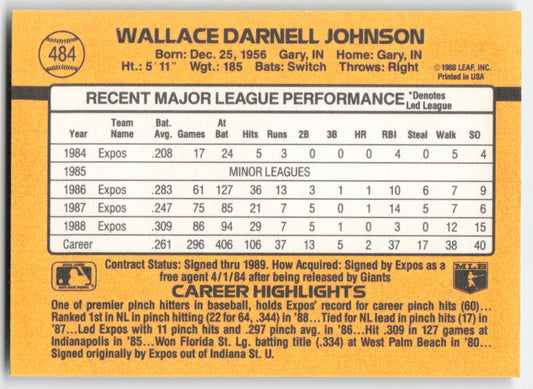 484
WALLACE DARNELL JOHNSON
Born: Dec. 25, 1956 Gary, IN Home: Gary, IN
Ht.: 5' 11" Wgt.: 185 Bats: Switch Throws: Right
©1988 LEAF, INC.
Printed in USA
RECENT MAJOR LEAGUE PERFORMANCE *Denotes Led League
Year Team Name Bat. Avg. Games At Bat Hits Runs 2B 3B HR RBI Steal Walk SO
1984 Expos .208 17 24 5 3 0 0 0 4 0 5 4
1985 MINOR LEAGUES
1986 Expos .283 61 127 36 13 3 1 1 10 6 7 9
1987 Expos .247 75 85 21 7 5 0 1 14 5 7 6
1988 Expos .309 86 94 29 7 5 1 0 3 0 12 15
Career .261 296 406 106 37 13 5 2 37 17 38 40
Contract Status: Signed thru 1989. How Acquired: Signed by Expos as a
free agent 4/1/84 after being released by Giants
MLB
CAREER HIGHLIGHTS
One of premier pinch hitters in baseball, holds Expos' record for career pinch hits (60)...
Ranked 1st in NL in pinch hitting (22 for 64, .344) in '88...Tied for NL lead in pinch hits (17) in
'87...Led Expos with 11 pinch hits and .297 pinch avg. in '86...Hit .309 in 127 games at
Indianapolis in '85...Won Florida St. Lg. batting title (.334) at West Palm Beach in '80...
Signed originally by Expos out of Indiana St. U.